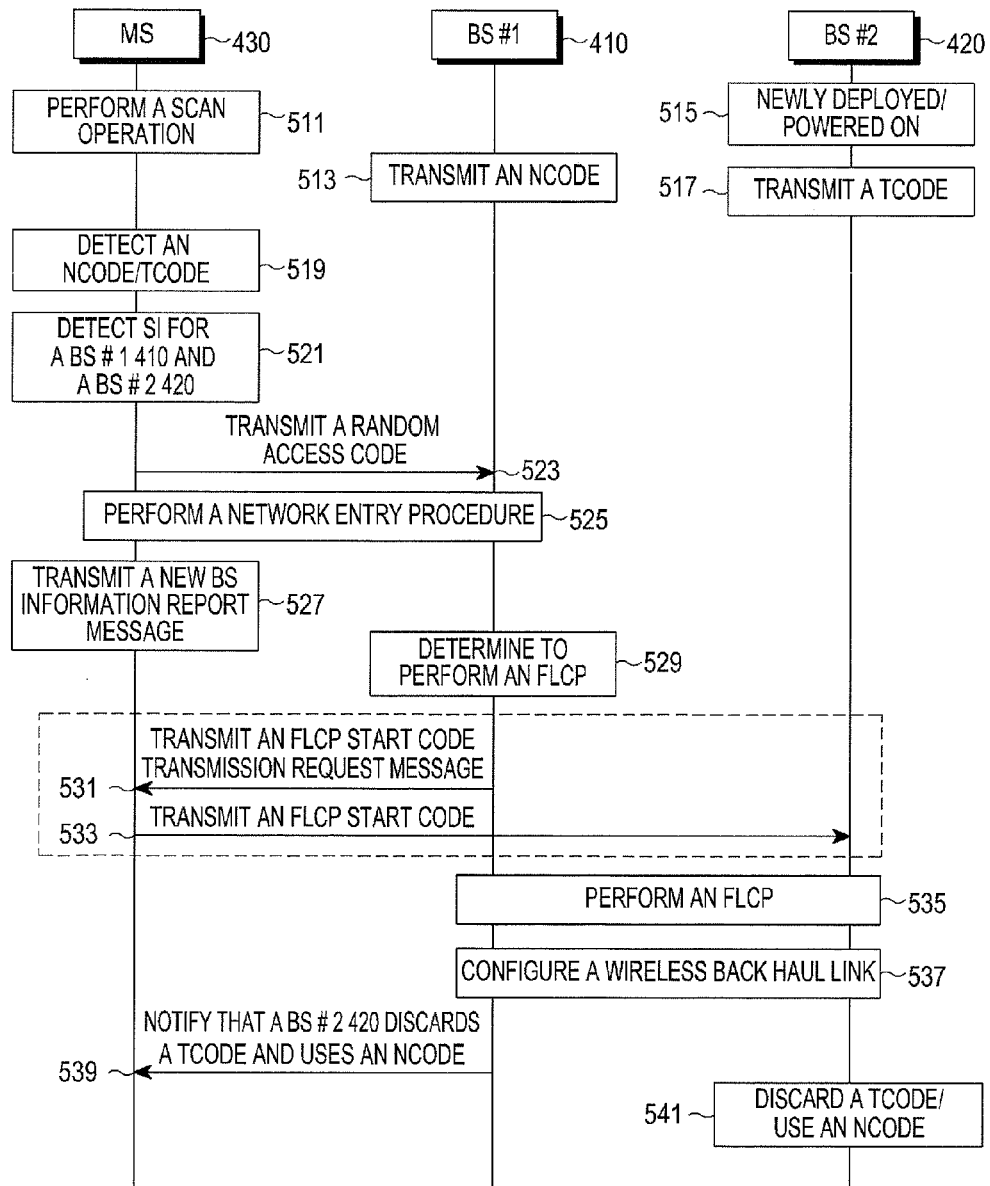 MS
430
BS #1
410
BS #2
420
PERFORM A SCAN
OPERATION
511
NEWLY DEPLOYED/
POWERED ON
515
513
TRANSMIT AN NCODE
517
TRANSMIT A TCODE
DETECT AN
NCODE/TCODE
519
DETECT SI FOR
A BS # 1 410 AND
A BS # 2 420
521
TRANSMIT A RANDOM
ACCESS CODE
523
PERFORM A NETWORK ENTRY PROCEDURE
525
TRANSMIT A NEW BS
INFORMATION REPORT
MESSAGE
527
DETERMINE TO
PERFORM AN FLCP
529
TRANSMIT AN FLCP START CODE
TRANSMISSION REQUEST MESSAGE
531
TRANSMIT AN FLCP START CODE
533
PERFORM AN FLCP
535
CONFIGURE A WIRELESS BACK HAUL LINK
537
NOTIFY THAT A BS # 2 420 DISCARDS
A TCODE AND USES AN NCODE
539
541
DISCARD A TCODE/
USE AN NCODE